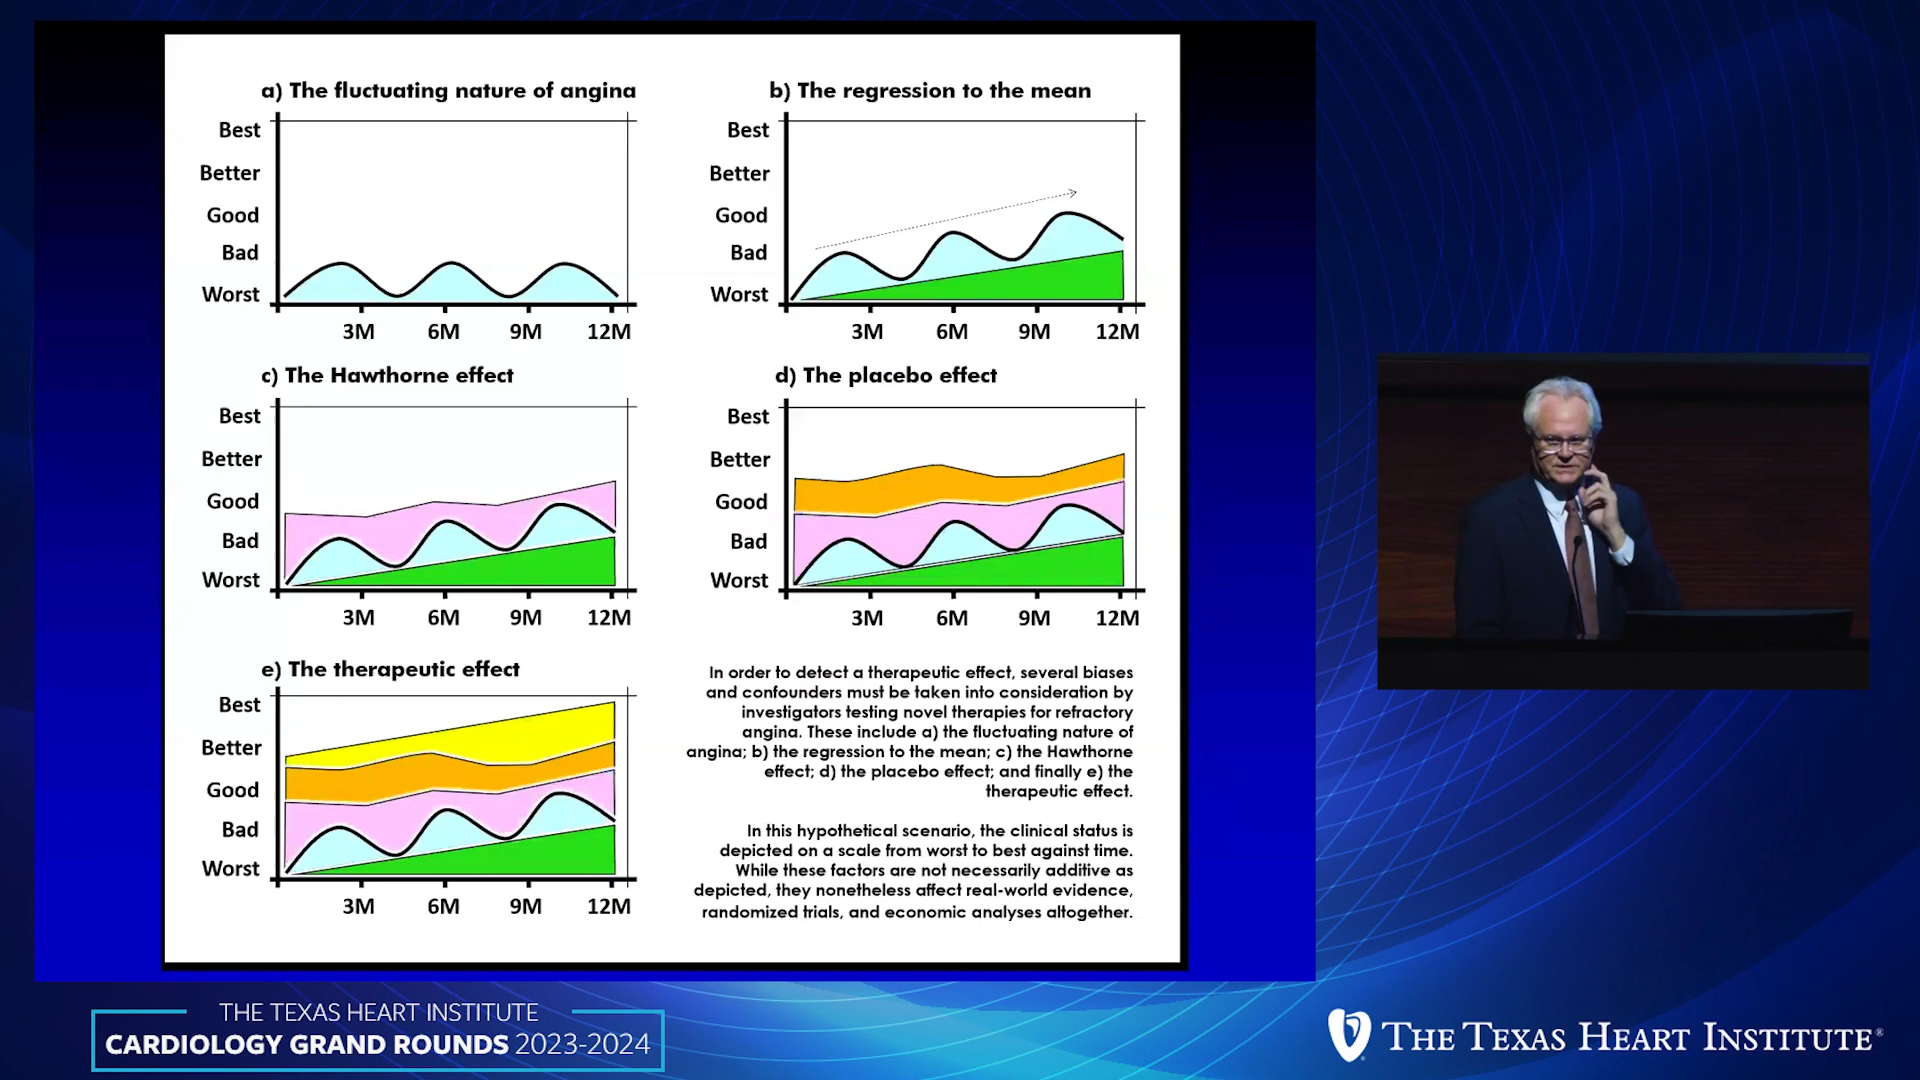 a) The fluctuating nature of angina
Best
Better
Good
Bad
Worst
3M 6M 9M 12M
b) The regression to the mean
Best
Better
Good
Bad
Worst
3M 6M 9M 12M
c) The Hawthorne effect
Best
Better
Good
Bad
Worst
3M 6M 9M 12M
d) The placebo effect
Best
Better
Good
Bad
Worst
3M 6M 9M 12M
e) The therapeutic effect
Best
Better
Good
Bad
Worst
3M 6M 9M 12M
In order to detect a therapeutic effect, several biases
and confounders must be taken into consideration by
investigators testing novel therapies for refractory
angina. These include a) the fluctuating nature of
angina; b) the regression to the mean; c) the Hawthorne
effect; d) the placebo effect; and finally e) the
therapeutic effect.
In this hypothetical scenario, the clinical status is
depicted on a scale from worst to best against time.
While these factors are not necessarily additive as
depicted, they nonetheless affect real-world evidence,
randomized trials, and economic analyses altogether.
THE TEXAS HEART INSTITUTE
CARDIOLOGY GRAND ROUNDS 2023-2024
THE TEXAS HEART INSTITUTE®